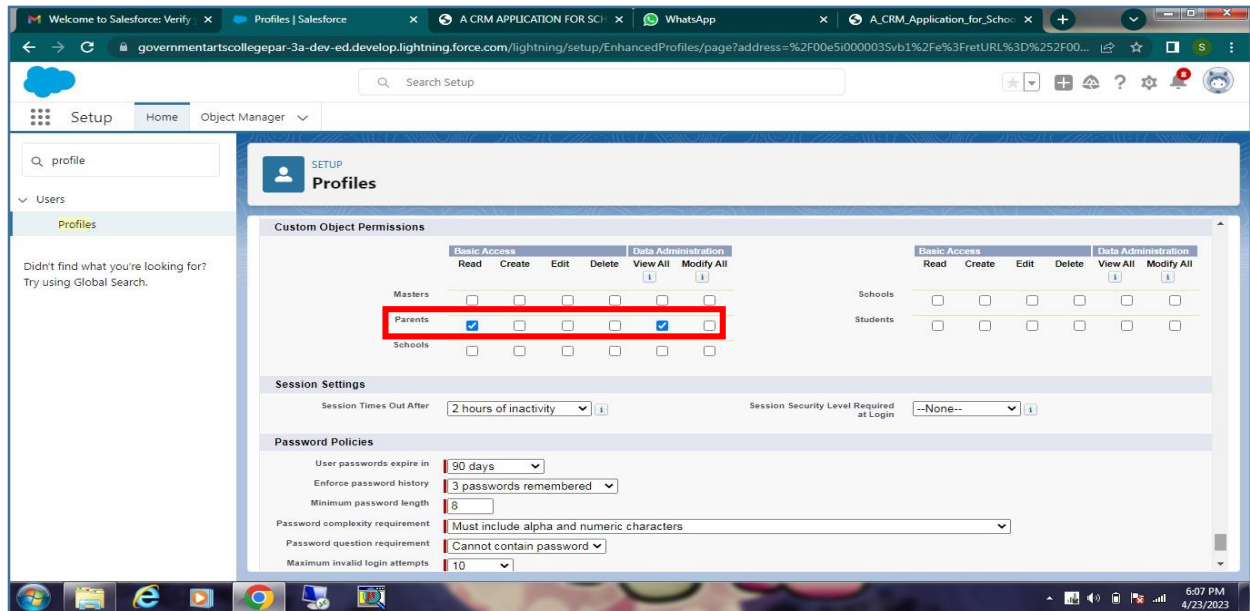 Welcome to Salesforce: Verify
Profiles | Salesforce
A CRM APPLICATION FOR SCH
WhatsApp
A_CRM_Application_for_Schoo
governmentartscollegepar-3a-dev-ed.develop.lightning.force.com/lightning/setup/EnhancedProfiles/page?address=%2F00e5i000003Svb1%2Fe%3FretURL%3D%252F00...
S
Search Setup
8
Setup Home Object Manager
profile
Users
Profiles
Didn't find what you're looking for?
Try using Global Search.
SETUP
Profiles
Custom Object Permissions
Basic Access Data Administration Basic Access Data Administration
Read Create Edit Delete View All Modify All Read Create Edit Delete View All Modify All
i i i i
Masters Schools
Parents Students
Schools
Session Settings
Session Times Out After 2 hours of inactivity i Session Security Level Required
at Login --None-- i
Password Policies
User passwords expire in 90 days
Enforce password history 3 passwords remembered
Minimum password length 8
Password complexity requirement Must include alpha and numeric characters
Password question requirement Cannot contain password
Maximum invalid login attempts 10
6:07 PM
4/23/2023